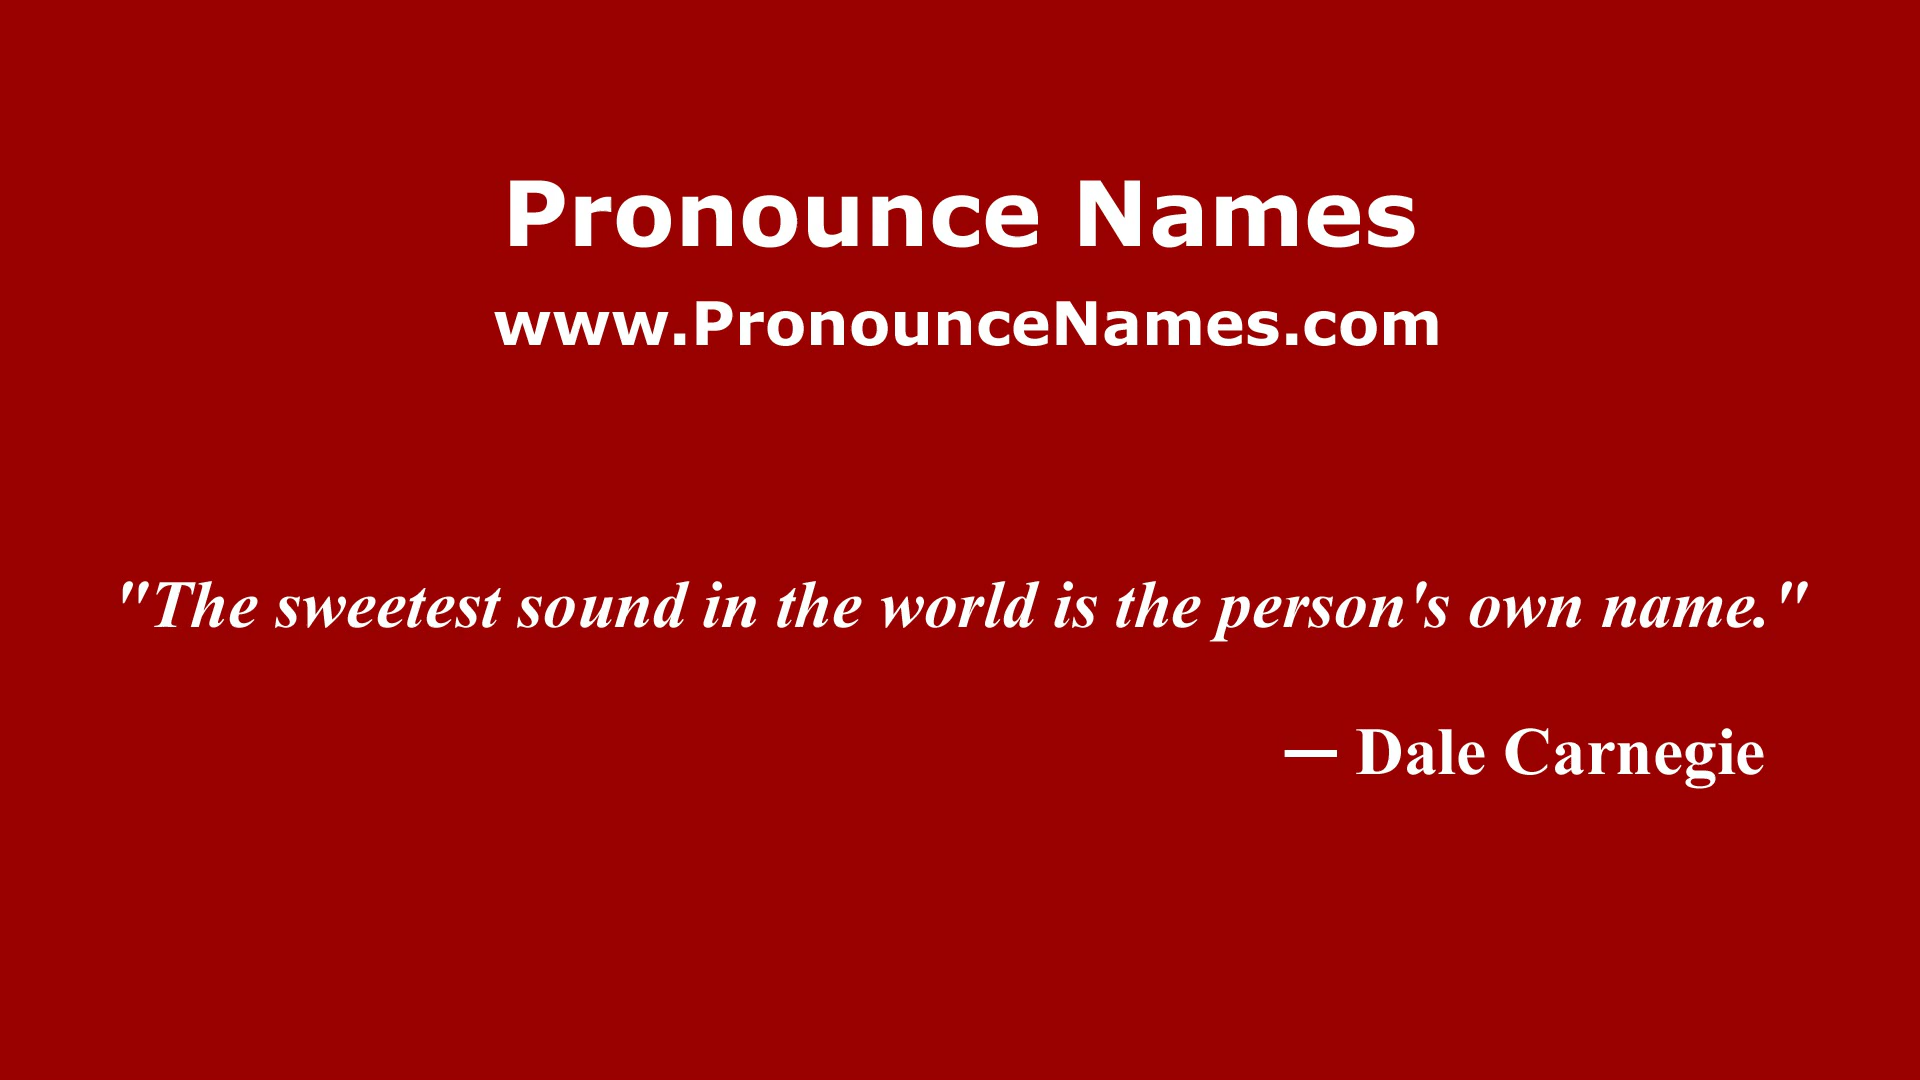 Pronounce Names
www.PronounceNames.com
"The sweetest sound in the world is the person's own name."
— Dale Carnegie